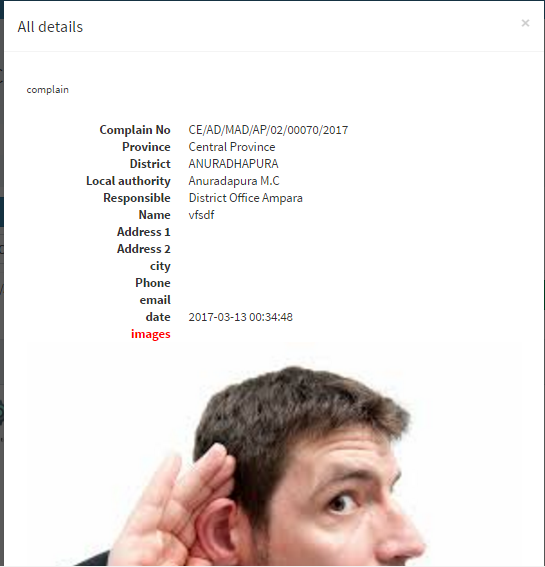 All details ×
complain
Complain No CE/AD/MAD/AP/02/00070/2017
Province Central Province
District ANURADHAPURA
Local authority Anuradapura M.C
Responsible District Office Ampara
Name vfsdf
Address 1
Address 2
city
Phone
email
date 2017-03-13 00:34:48
images